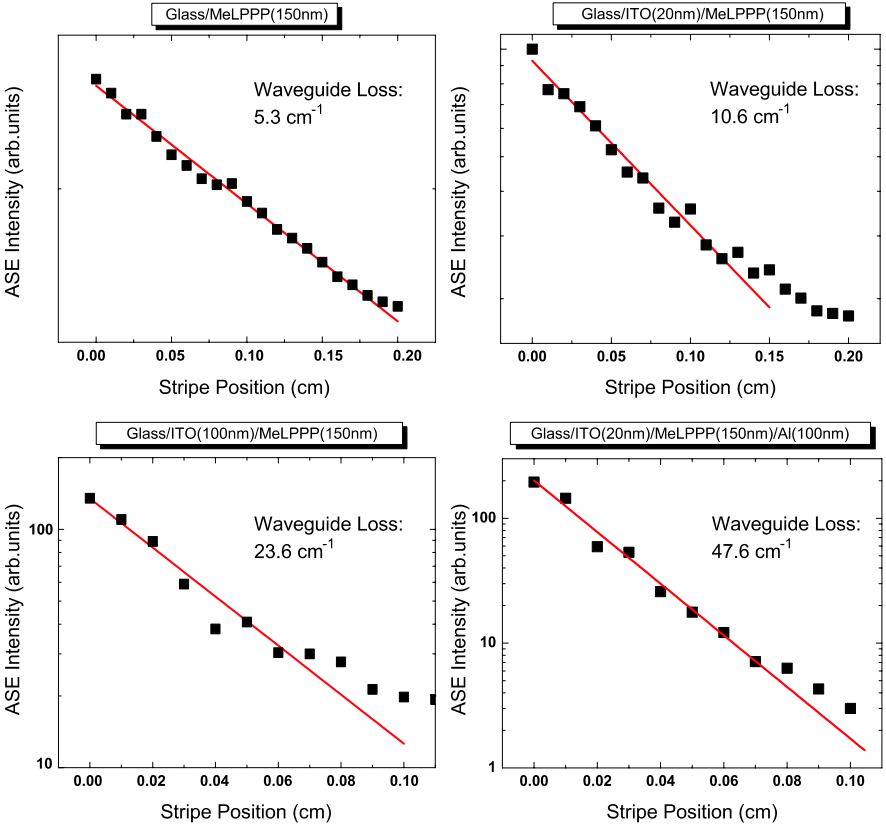 Glass/MeLPPP(150nm)
ASE Intensity (arb.units)
Waveguide Loss:
5.3 cm⁻¹
0.00 0.05 0.10 0.15 0.20
Stripe Position (cm)
Glass/ITO(20nm)/MeLPPP(150nm)
ASE Intensity (arb.units)
Waveguide Loss:
10.6 cm⁻¹
0.00 0.05 0.10 0.15 0.20
Stripe Position (cm)
Glass/ITO(100nm)/MeLPPP(150nm)
ASE Intensity (arb.units)
100
10
Waveguide Loss:
23.6 cm⁻¹
0.00 0.02 0.04 0.06 0.08 0.10
Stripe Position (cm)
Glass/ITO(20nm)/MeLPPP(150nm)/Al(100nm)
ASE Intensity (arb.units)
100
10
1
Waveguide Loss:
47.6 cm⁻¹
0.00 0.02 0.04 0.06 0.08 0.10
Stripe Position (cm)